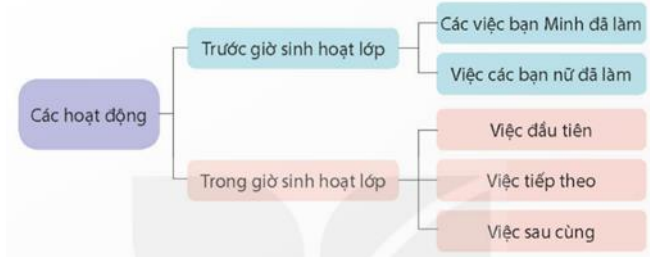 Các hoạt động
Trước giờ sinh hoạt lớp
Các việc bạn Minh đã làm
Việc các bạn nữ đã làm
Trong giờ sinh hoạt lớp
Việc đầu tiên
Việc tiếp theo
Việc sau cùng